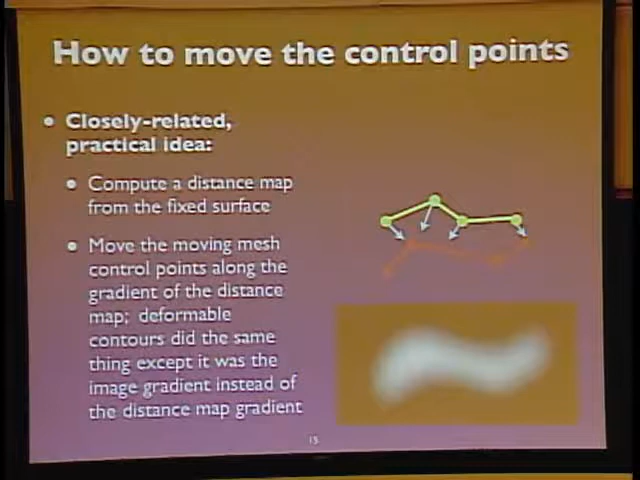 How to move the control points
• Closely-related,
practical idea:
• Compute a distance map
from the fixed surface
• Move the moving mesh
control points along the
gradient of the distance
map; deformable
contours did the same
thing except it was the
image gradient instead of
the distance map gradient
15